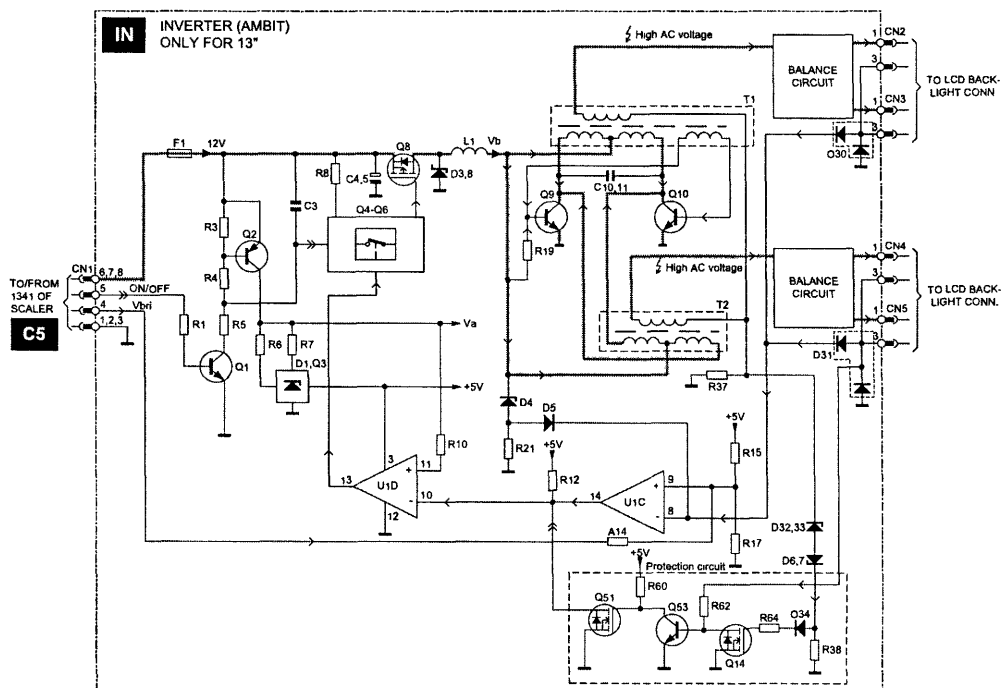 IN
INVERTER (AMBIT)
ONLY FOR 13"
High AC voltage
1
CN2
3
BALANCE
CIRCUIT
TO LCD BACK-
LIGHT CONN
1
CN3
3
O30
T1
F1
12V
Q8
L1
Vb
D3,8
R8
C4,5
C3
Q4-Q6
C 10,11
Q9
Q10
R3
Q2
R4
R19
TO/FROM
1341 OF
SCALER
C5
CN1
6,7,8
5
ON/OFF
4
Vbri
1,2,3
R1
R5
Q1
R6
R7
D1,Q3
Va
+5V
High AC voltage
T2
BALANCE
CIRCUIT
1
CN4
3
TO LCD BACK-
LIGHT CONN.
1
CN5
3
D31
R37
D4
D5
R21
R10
3
11
+
13
U1D
10
-
12
+5V
R12
14
U1C
9
+
8
-
+5V
R15
R17
A14
D32,33
D6,7
+5V
Protection circuit
R60
Q51
Q53
R62
R64
O34
Q14
R38